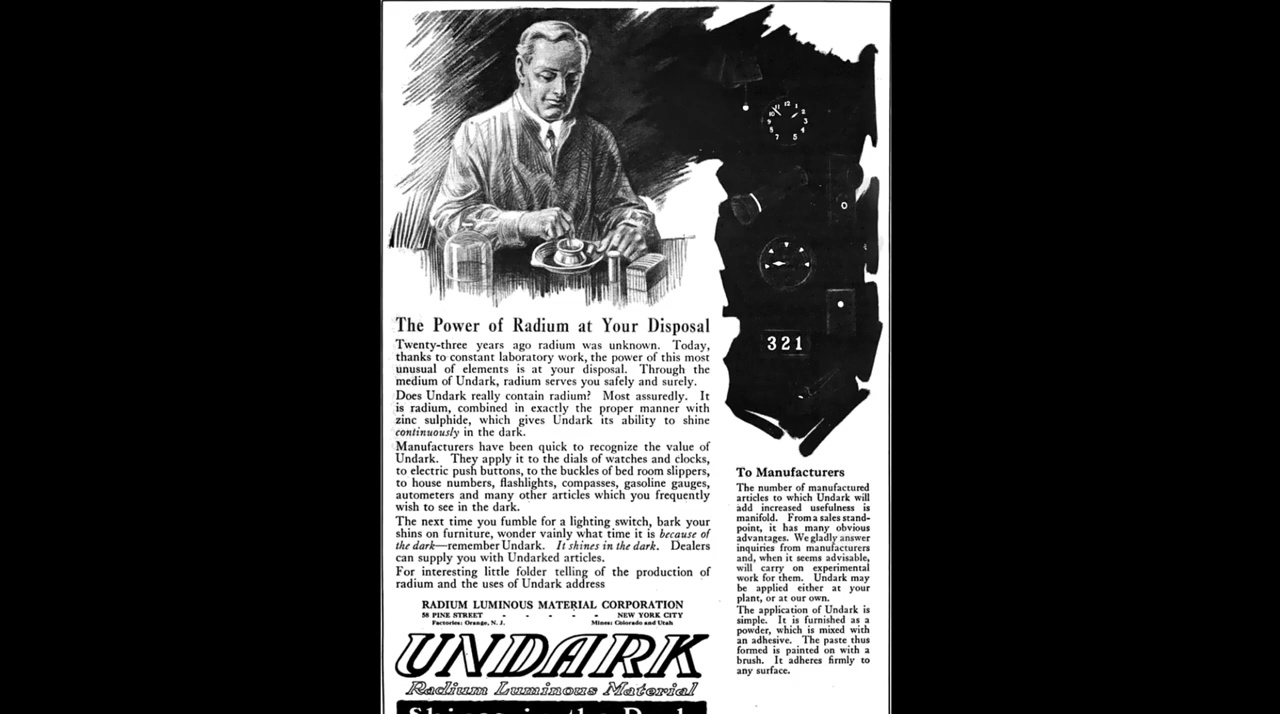 The Power of Radium at Your Disposal
Twenty-three years ago radium was unknown. Today,
thanks to constant laboratory work, the power of this most
unusual of elements is at your disposal. Through the
medium of Undark, radium serves you safely and surely.
Does Undark really contain radium? Most assuredly. It
is radium, combined in exactly the proper manner with
zinc sulphide, which gives Undark its ability to shine
continuously in the dark.
Manufacturers have been quick to recognize the value of
Undark. They apply it to the dials of watches and clocks,
to electric push buttons, to the buckles of bed room slippers,
to house numbers, flashlights, compasses, gasoline gauges,
autometers and many other articles which you frequently
wish to see in the dark.
The next time you fumble for a lighting switch, bark your
shins on furniture, wonder vainly what time it is because of
the dark—remember Undark. It shines in the dark. Dealers
can supply you with Undarked articles.
For interesting little folder telling of the production of
radium and the uses of Undark address
RADIUM LUMINOUS MATERIAL CORPORATION
58 PINE STREET - - - - - NEW YORK CITY
Factories: Orange, N. J. Mines: Colorado and Utah
UNDARK
Radium Luminous Material
Shines in the Dark
321
To Manufacturers
The number of manufactured
articles to which Undark will
add increased usefulness is
manifold. From a sales stand-
point, it has many obvious
advantages. We gladly answer
inquiries from manufacturers
and, when it seems advisable,
will carry on experimental
work for them. Undark may
be applied either at your
plant, or at our own.
The application of Undark is
simple. It is furnished as a
powder, which is mixed with
an adhesive. The paste thus
formed is painted on with a
brush. It adheres firmly to
any surface.